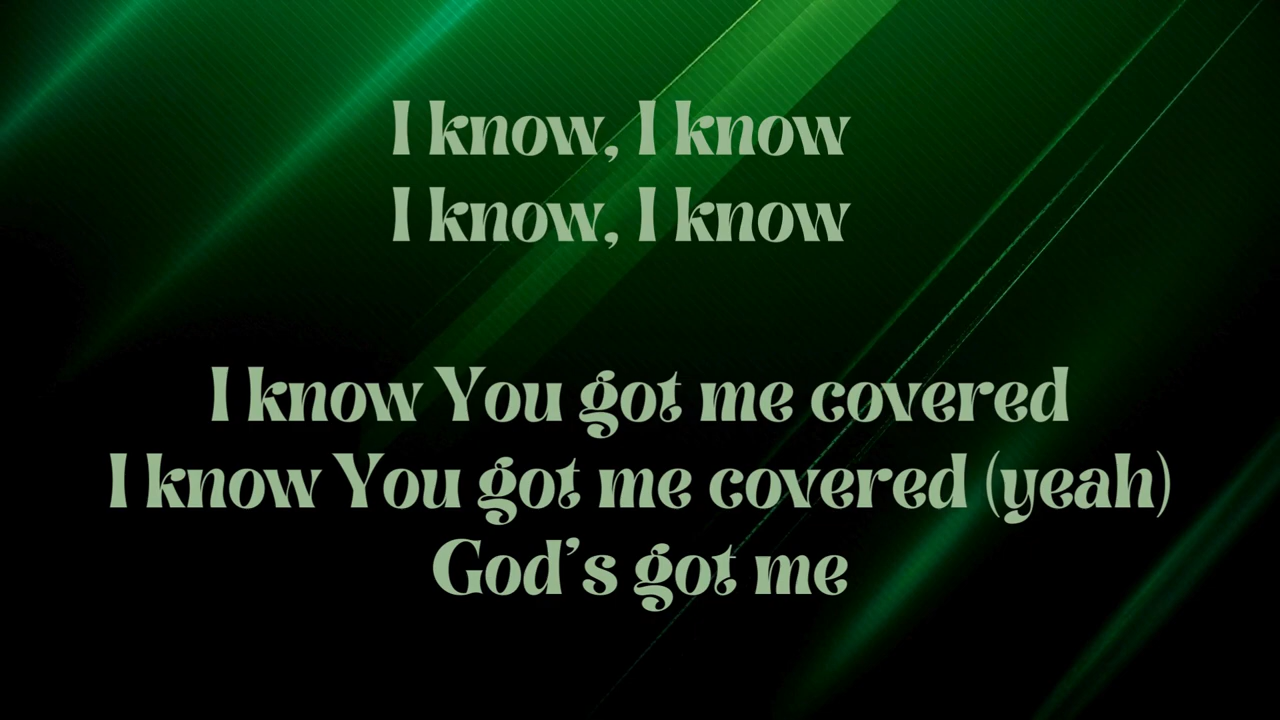 I know, I know
I know, I know
I know You got me covered
I know You got me covered (yeah)
God’s got me